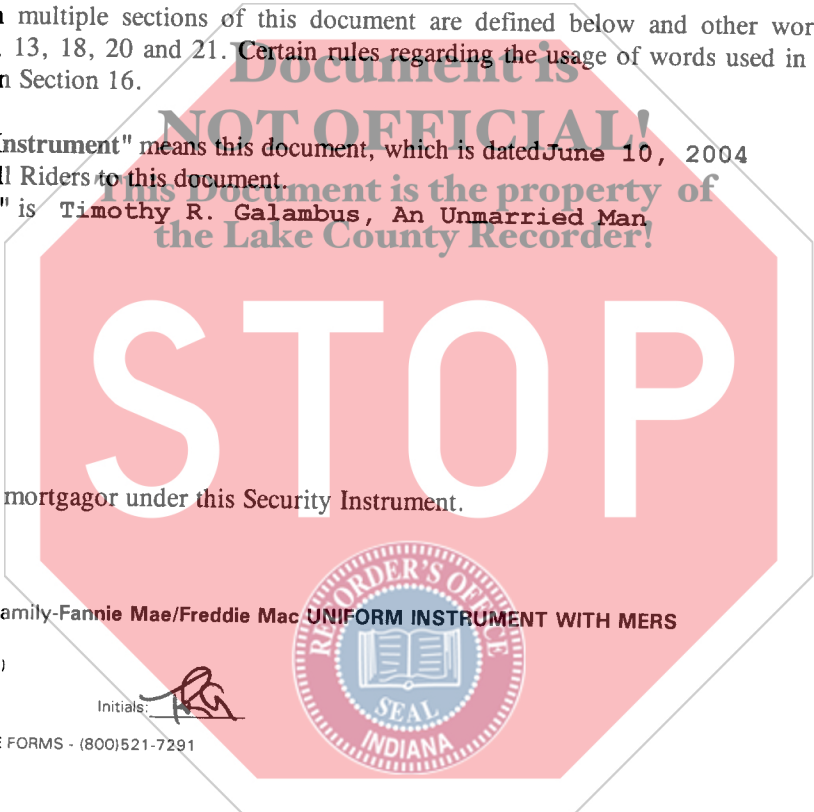 multiple sections of this document are defined below and other wor
13, 18, 20 and 21. Certain rules regarding the usage of words used in
n Section 16.
Document is
NOT OFFICIAL!
Instrument" means this document, which is dated June 10, 2004
ll Riders to this document.
This Document is the property of
" is Timothy R. Galambus, An Unmarried Man
the Lake County Recorder!
STOP
mortgagor under this Security Instrument.
RECORDER'S OFFICE
amily-Fannie Mae/Freddie Mac UNIFORM INSTRUMENT WITH MERS
)
SEAL
Initials: TRG
INDIANA
E FORMS - (800)521-7291